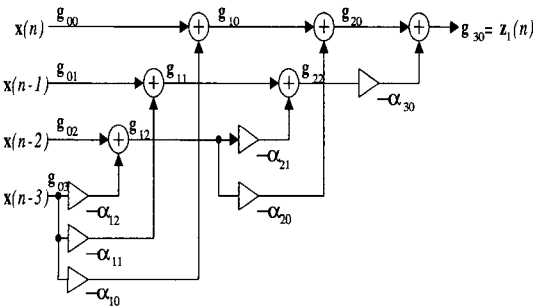 x(n) g00 g10 g20 g30 = z1(n)
x(n-1) g01 g11 g22 -α30
x(n-2) g02 g12 -α21
x(n-3) g03 -α12 -α20
-α11
-α10